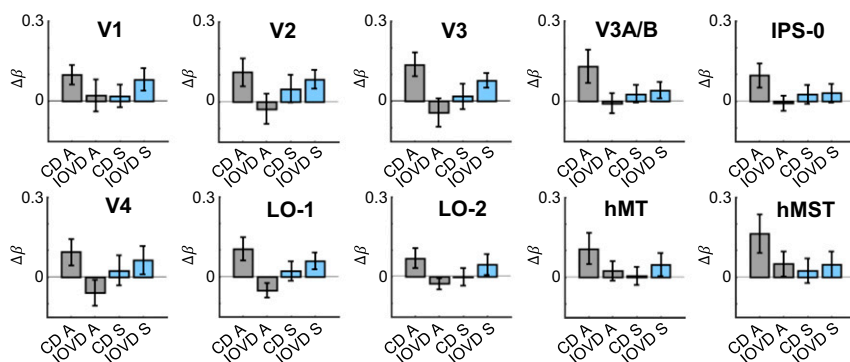 V1 V2 V3 V3A/B IPS-0
0.3 0.3 0.3 0.3 0.3
Δβ Δβ Δβ Δβ Δβ
0 0 0 0 0
CD A IOVD A CD S IOVD S CD A IOVD A CD S IOVD S CD A IOVD A CD S IOVD S CD A IOVD A CD S IOVD S CD A IOVD A CD S IOVD S
V4 LO-1 LO-2 hMT hMST
0.3 0.3 0.3 0.3 0.3
Δβ Δβ Δβ Δβ Δβ
0 0 0 0 0
CD A IOVD A CD S IOVD S CD A IOVD A CD S IOVD S CD A IOVD A CD S IOVD S CD A IOVD A CD S IOVD S CD A IOVD A CD S IOVD S